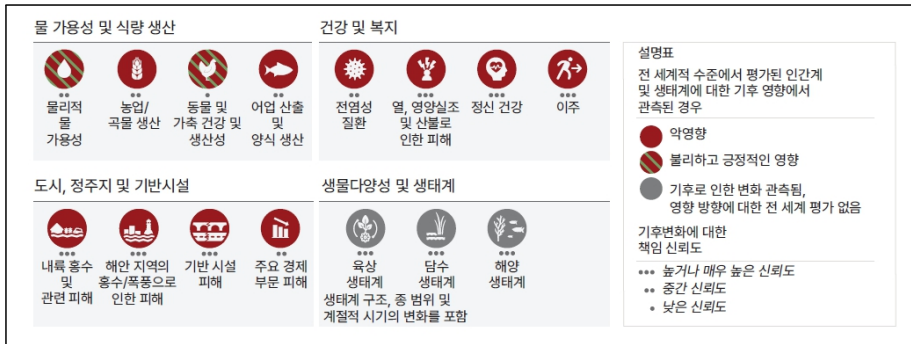 물 가용성 및 식량 생산
물리적
물
가용성
농업/
곡물 생산
동물 및
가축 건강 및
생산성
어업 산출
및
양식 생산
건강 및 복지
전염성
질환
열, 영양실조
및 산불로
인한 피해
정신 건강
이주
도시, 정주지 및 기반시설
내륙 홍수
및
관련 피해
해안 지역의
홍수/폭풍으로
인한 피해
기반 시설
피해
주요 경제
부문 피해
생물다양성 및 생태계
육상
생태계
담수
생태계
해양
생태계
생태계 구조, 종 범위 및
계절적 시기의 변화를 포함
설명표
전 세계적 수준에서 평가된 인간계
및 생태계에 대한 기후 영향에서
관측된 경우
악영향
불리하고 긍정적인 영향
기후로 인한 변화 관측됨,
영향 방향에 대한 전 세계 평가 없음
기후변화에 대한
책임 신뢰도
••• 높거나 매우 높은 신뢰도
•• 중간 신뢰도
• 낮은 신뢰도